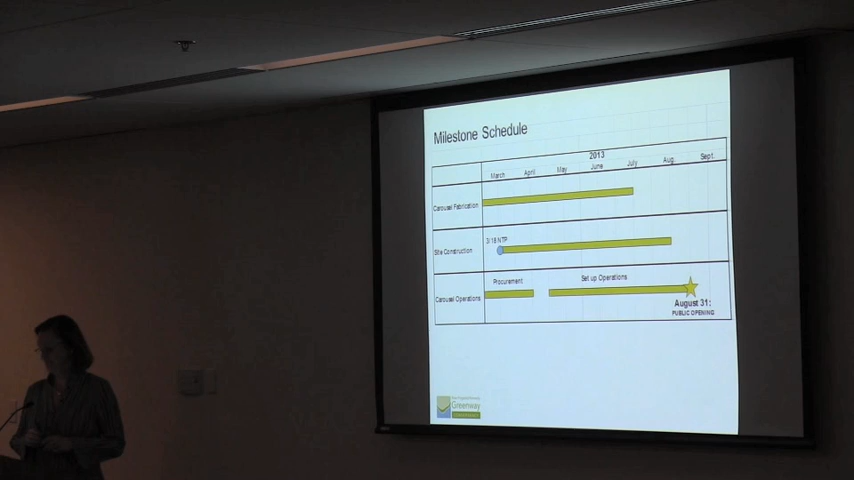 Milestone Schedule
2013
March April May June July Aug. Sept.
Carousel Fabrication
3/18 NTP
Site Construction
Procurement Set up Operations
Carousel Operations
August 31:
PUBLIC OPENING
Greenway